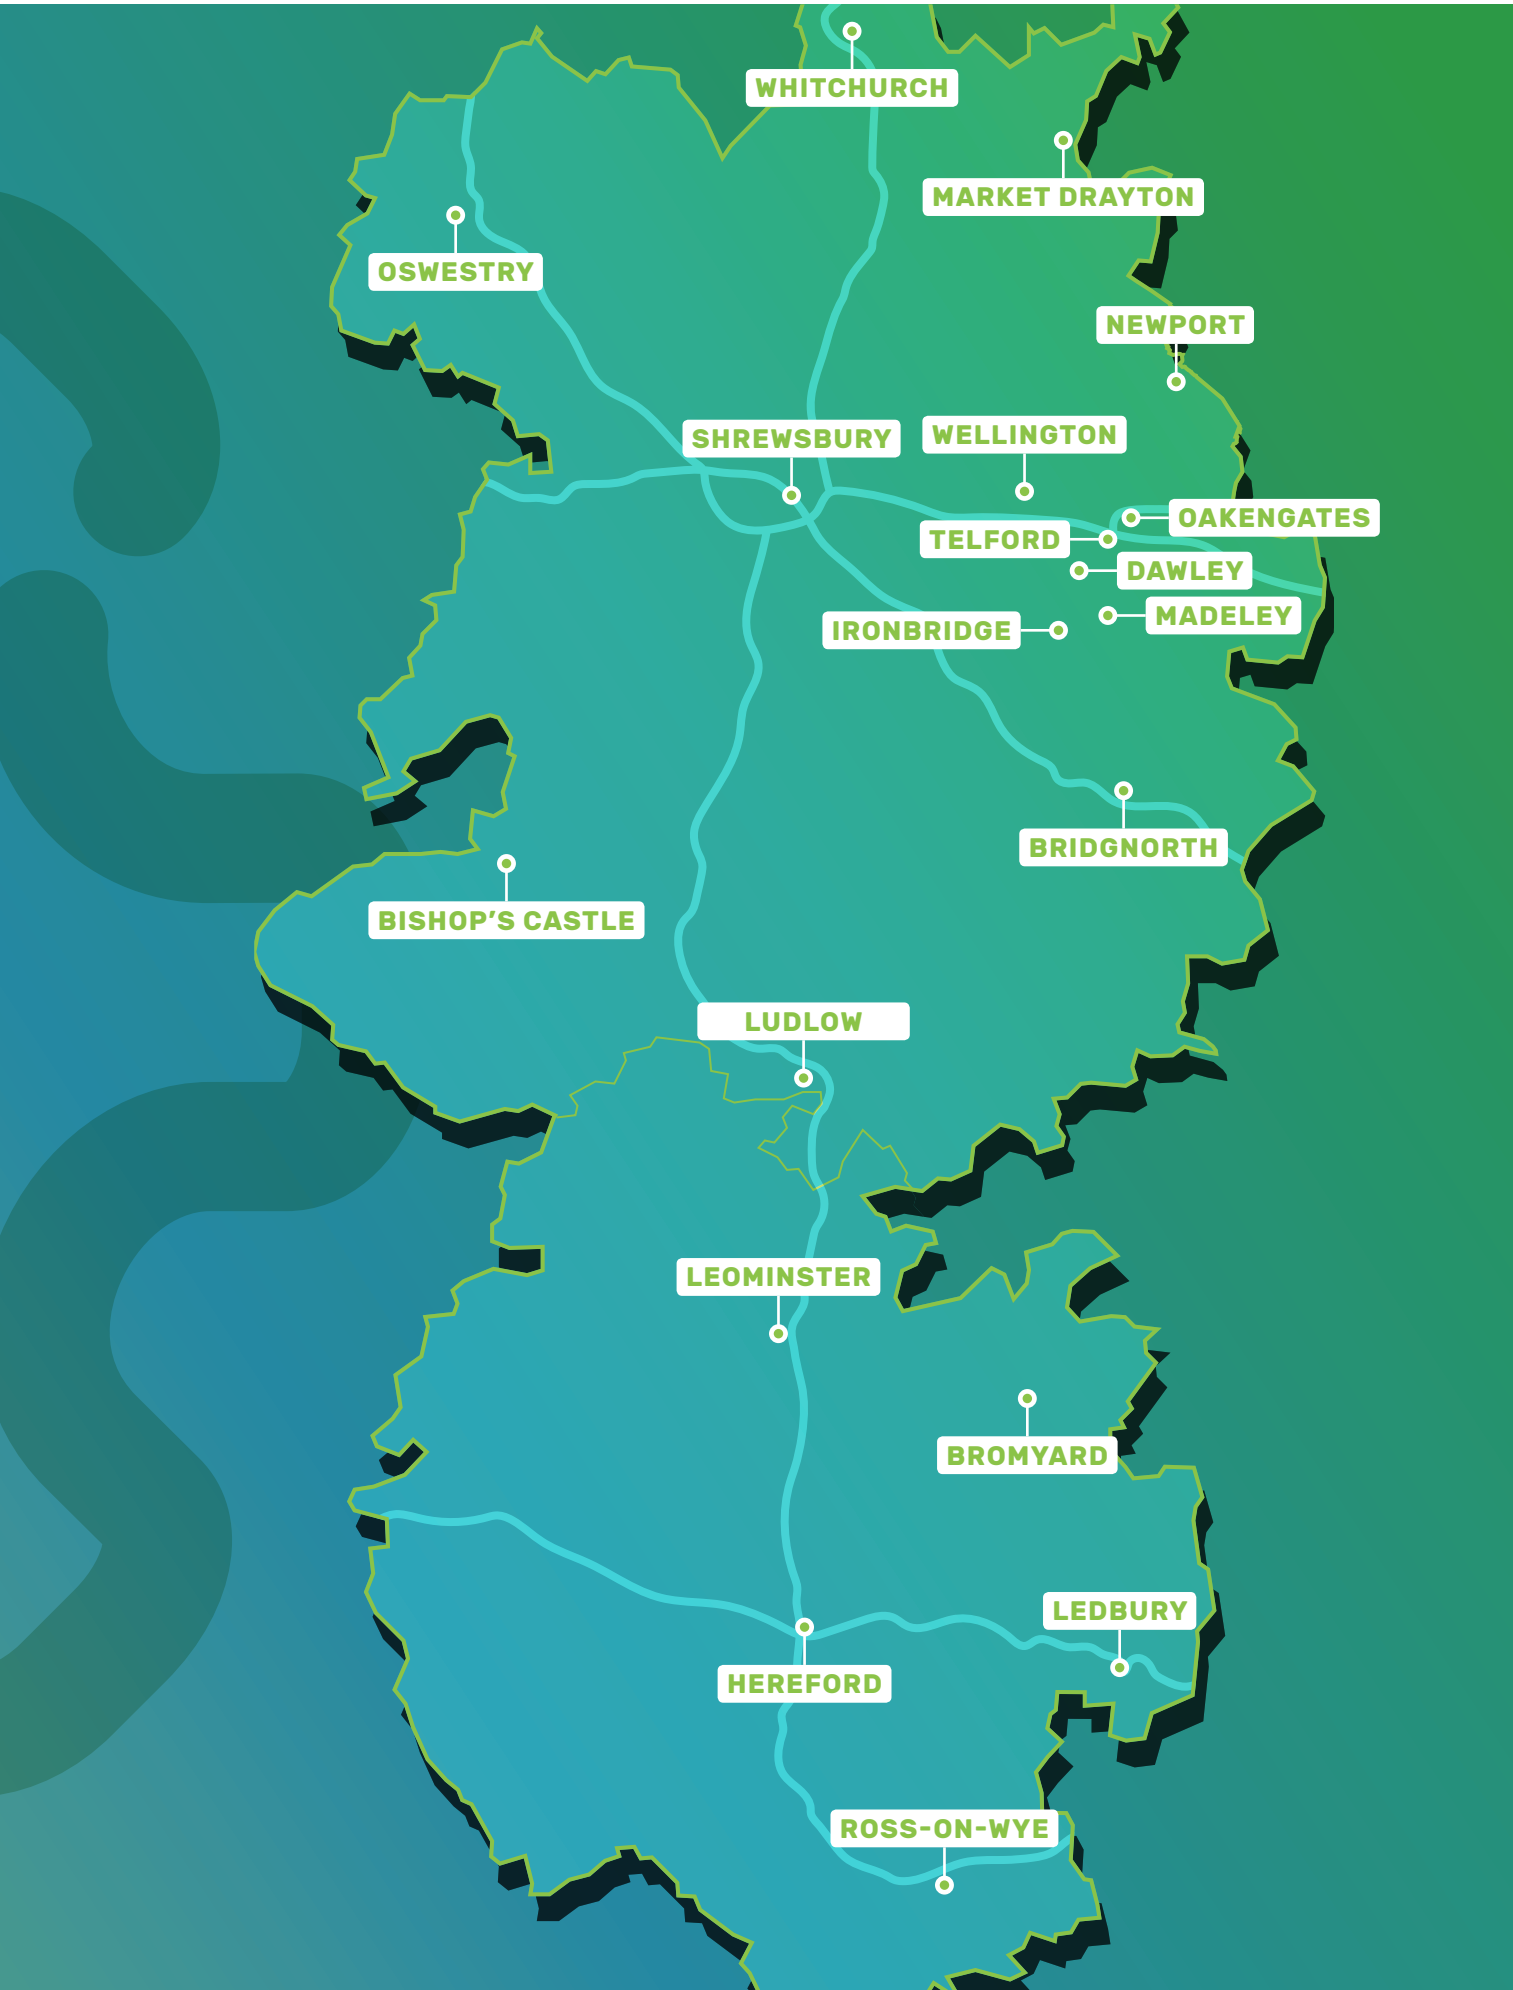 WHITCHURCH
MARKET DRAYTON
OSWESTRY
NEWPORT
SHREWSBURY
WELLINGTON
OAKENGATES
TELFORD
DAWLEY
MADELEY
IRONBRIDGE
BRIDGNORTH
BISHOP'S CASTLE
LUDLOW
LEOMINSTER
BROMYARD
LEDBURY
HEREFORD
ROSS-ON-WYE